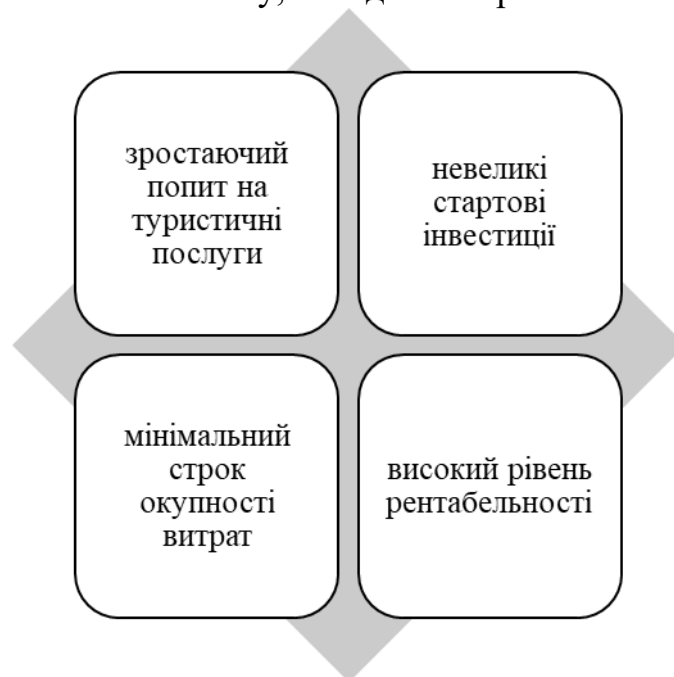 зростаючий
попит на
туристичні
послуги
невеликі
стартові
інвестиції
мінімальний
строк
окупності
витрат
високий рівень
рентабельності